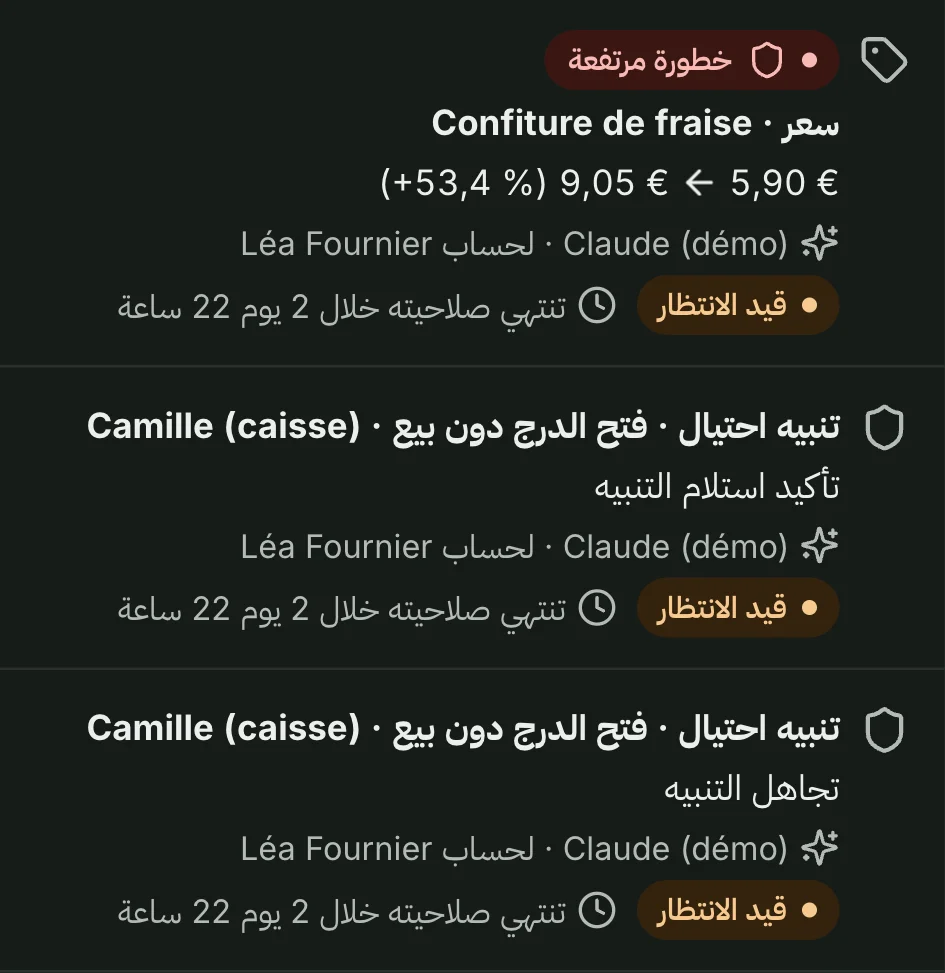 خطورة مرتفعة
سعر · Confiture de fraise
5,90 € ← 9,05 € (+53,4 %)
Claude (démo) · لحساب Léa Fournier
قيد الانتظار تنتهي صلاحيته خلال 2 يوم 22 ساعة
تنبيه احتيال · فتح الدرج دون بيع · Camille (caisse)
تأكيد استلام التنبيه
Claude (démo) · لحساب Léa Fournier
قيد الانتظار تنتهي صلاحيته خلال 2 يوم 22 ساعة
تنبيه احتيال · فتح الدرج دون بيع · Camille (caisse)
تجاهل التنبيه
Claude (démo) · لحساب Léa Fournier
قيد الانتظار تنتهي صلاحيته خلال 2 يوم 22 ساعة